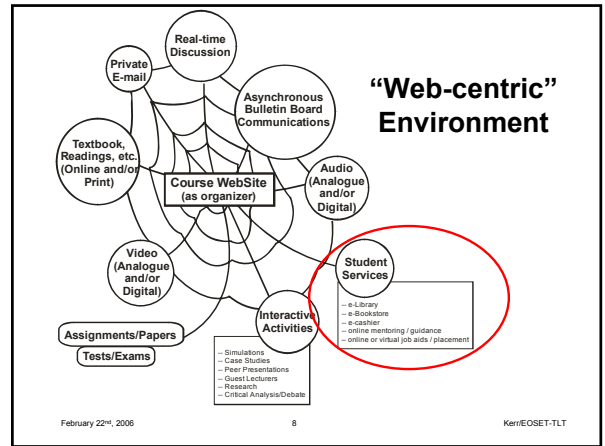 Real-time
Discussion
Private
E-mail
"Web-centric"
Environment
Asynchronous
Bulletin Board
Communications
Textbook,
Readings, etc.
(Online and/or
Print)
Course WebSite
(as organizer)
Audio
(Analogue
and/or
Digital)
Video
(Analogue
and/or
Digital)
Student
Services
– e-Library
– e-Bookstore
– e-cashier
– online mentoring / guidance
– online or virtual job aids / placement
Interactive
Activities
– Simulations
– Case Studies
– Peer Presentations
– Guest Lecturers
– Research
– Critical Analysis/Debate
Assignments/Papers
Tests/Exams
February 22nd, 2006
8
Kerr/EOSET-TLT